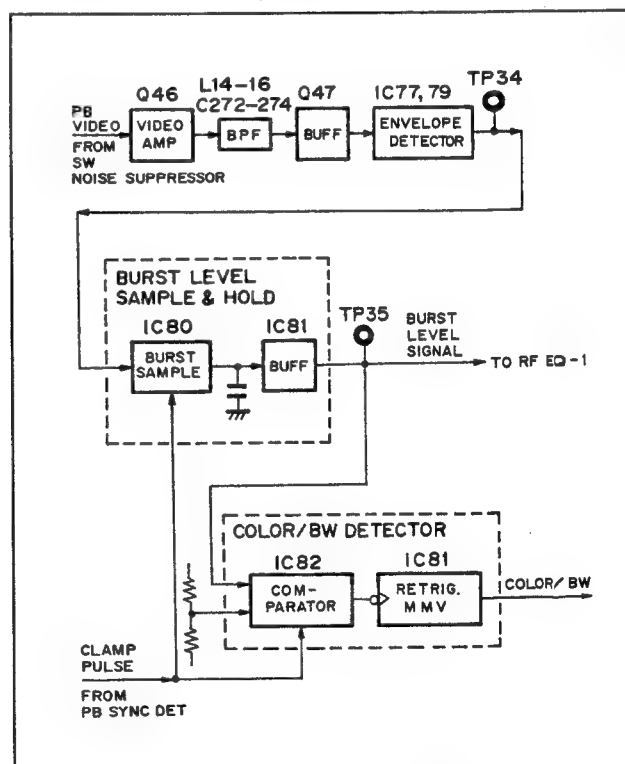 TP34
L14-16
Q46
C272-274
Q47
IC77, 79
PB
VIDEO
FROM
SW
NOISE SUPPRESSOR
VIDEO
AMP
BPF
BUFF
ENVELOPE
DETECTOR
BURST LEVEL
SAMPLE & HOLD
IC80
IC81
TP35
BURST
SAMPLE
BUFF
BURST
LEVEL
SIGNAL
TO RF EQ-1
COLOR/BW DETECTOR
IC82
IC81
COM-
PARATOR
RETRIG.
MMV
COLOR/BW
CLAMP
PULSE
FROM
PB SYNC DET